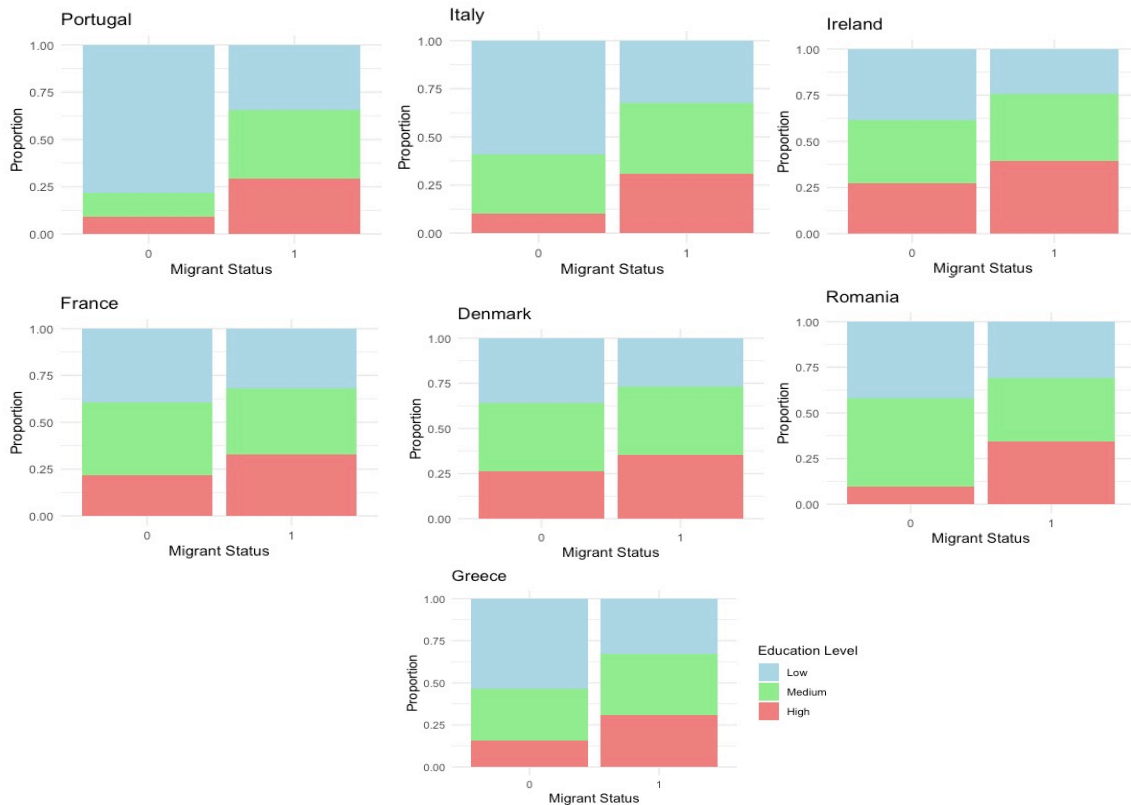 Portugal
1.00
0.75
0.50
0.25
0.00
Proportion
0 1
Migrant Status
Italy
1.00
0.75
0.50
0.25
0.00
Proportion
0 1
Migrant Status
Ireland
1.00
0.75
0.50
0.25
0.00
Proportion
0 1
Migrant Status
France
1.00
0.75
0.50
0.25
0.00
Proportion
0 1
Migrant Status
Denmark
1.00
0.75
0.50
0.25
0.00
Proportion
0 1
Migrant Status
Romania
1.00
0.75
0.50
0.25
0.00
Proportion
0 1
Migrant Status
Greece
1.00
0.75
0.50
0.25
0.00
Proportion
0 1
Migrant Status
Education Level
Low
Medium
High